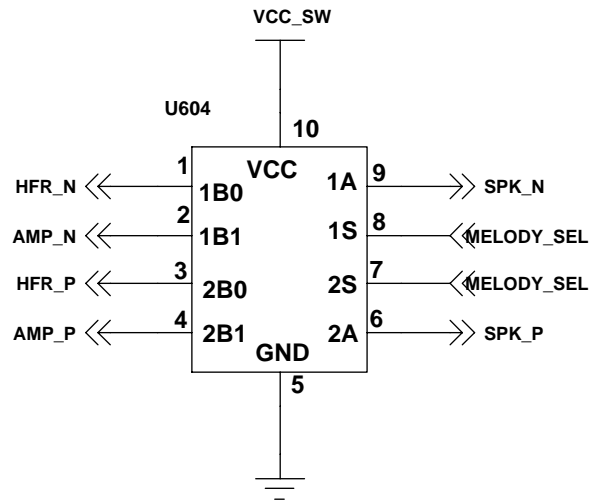 VCC_SW
U604
10
1 VCC 9
HFR_N 1B0 1A SPK_N
2 8
AMP_N 1B1 1S MELODY_SEL
3 7
HFR_P 2B0 2S MELODY_SEL
4 6
AMP_P 2B1 2A SPK_P
GND
5